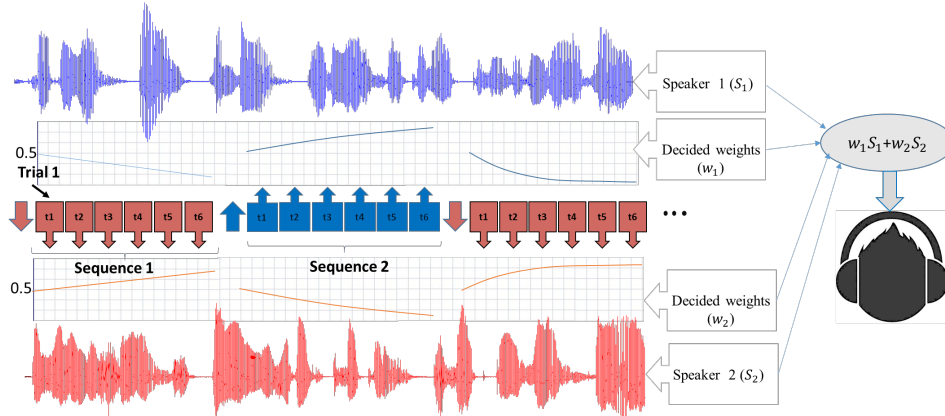 Speaker 1 (S₁)
0.5
Decided weights
(w₁)
w₁S₁+w₂S₂
Trial 1
t1 t2 t3 t4 t5 t6 t1 t2 t3 t4 t5 t6 t1 t2 t3 t4 t5 t6 ...
Sequence 1
Sequence 2
0.5
Decided weights
(w₂)
Speaker 2 (S₂)